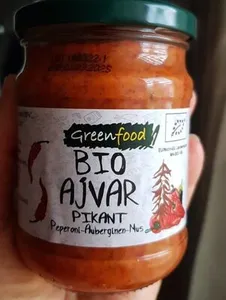 Greenfood
BIO
AJVAR
PIKANT
Peperoni-Auberginen-Mus